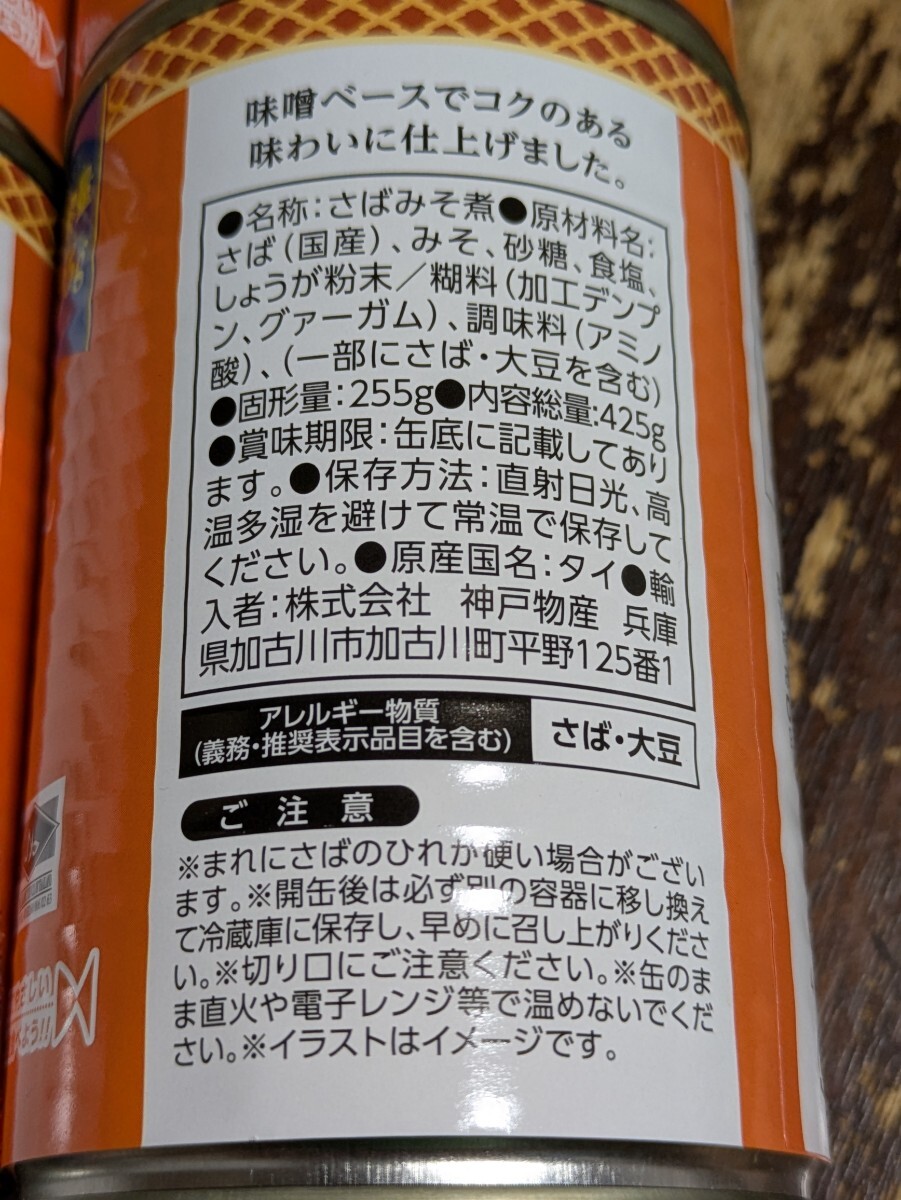 味噌ベースでコクのある
味わいに仕上げました。
●名称:さばみそ煮●原材料名:
さば(国産)、みそ、砂糖、食塩、
しょうが粉末／糊料(加工デンプ
ン、グァーガム)、調味料(アミノ
酸)、(一部にさば・大豆を含む)
●固形量:255g●内容総量:425g
●賞味期限:缶底に記載してあり
ます。●保存方法:直射日光、高
温多湿を避けて常温で保存して
ください。●原産国名:タイ●輸
入者:株式会社 神戸物産 兵庫
県加古川市加古川町平野125番1
アレルギー物質
(義務・推奨表示品目を含む)
さば・大豆
ご注意
※まれにさばのひれが硬い場合がござい
ます。※開缶後は必ず別の容器に移し換え
て冷蔵庫に保存し、早めに召し上がりくださ
い。※切り口にご注意ください。※缶のま
ま直火や電子レンジ等で温めないでくだ
さい。※イラストはイメージです。